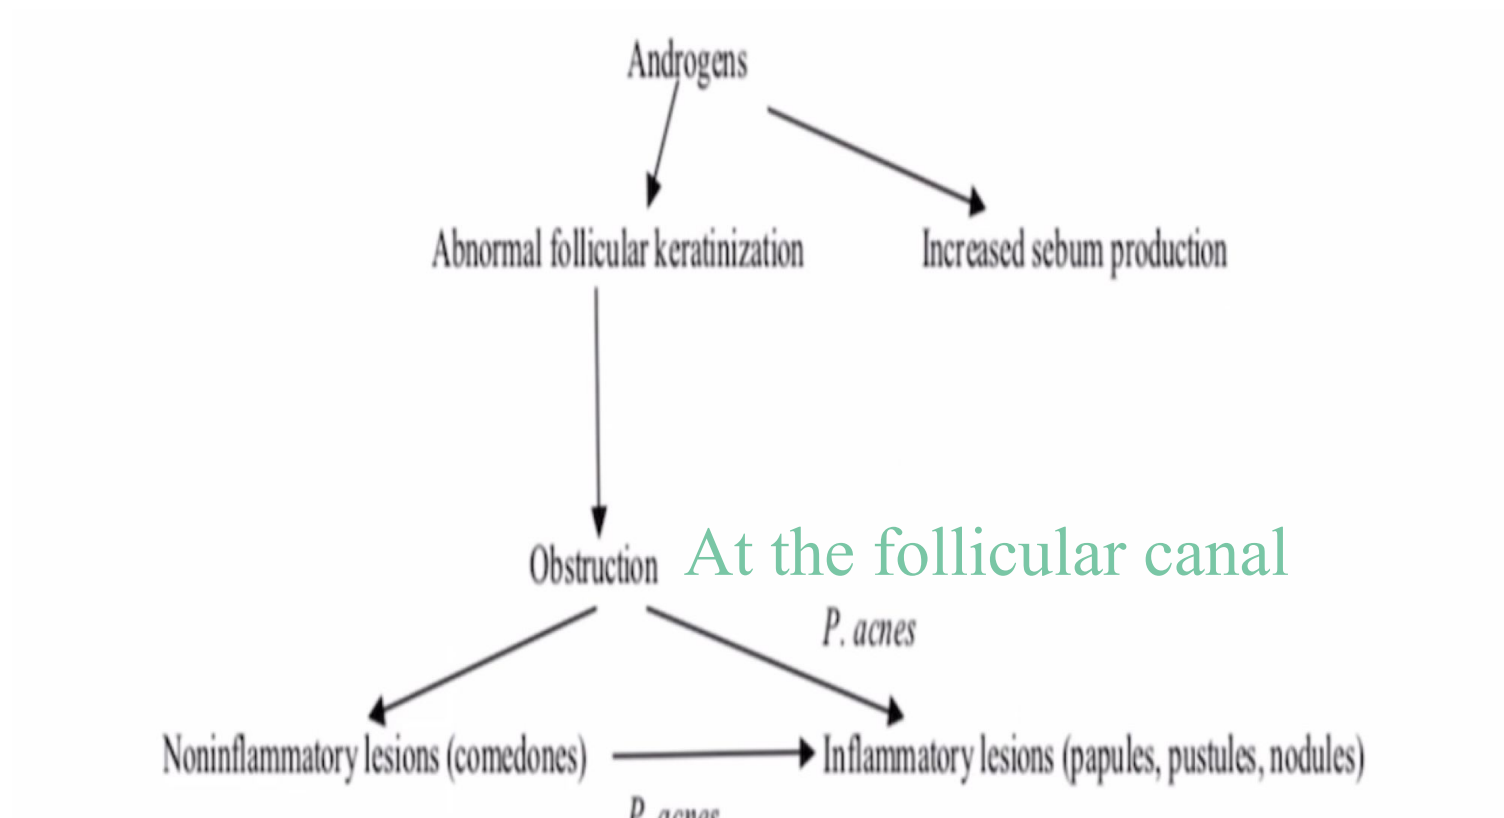 Androgens
Abnormal follicular keratinization
Increased sebum production
Obstruction
At the follicular canal
P. acnes
Noninflammatory lesions (comedones)
Inflammatory lesions (papules, pustules, nodules)
P. acnes